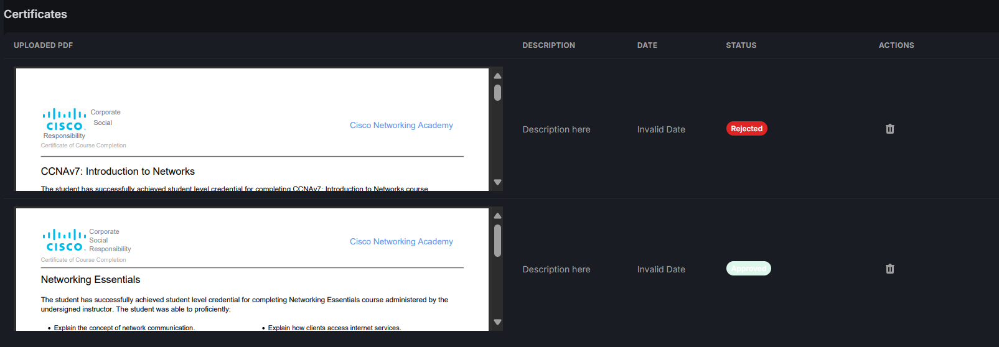 Certificates
UPLOADED PDF DESCRIPTION DATE STATUS ACTIONS
CISCO
Corporate
Social
Responsibility
Certificate of Course Completion
Cisco Networking Academy
CCNAv7: Introduction to Networks
The student has successfully achieved student level credential for completing CCNAv7: Introduction to Networks course
Description here
Invalid Date
Rejected
CISCO
Corporate
Social
Responsibility
Certificate of Course Completion
Cisco Networking Academy
Networking Essentials
The student has successfully achieved student level credential for completing Networking Essentials course administered by the
undersigned instructor. The student was able to proficiently:
• Explain the concept of network communication.
• Explain how clients access internet services.
Description here
Invalid Date
Approved